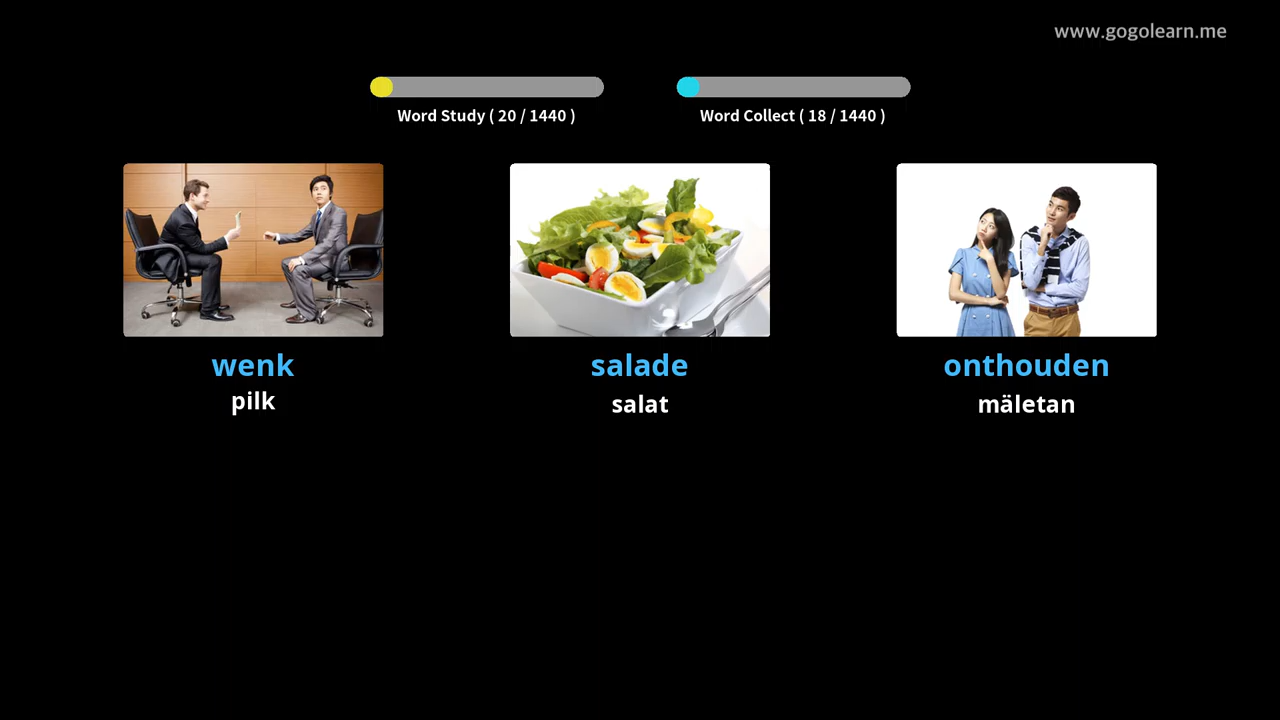 www.gogolearn.me
Word Study ( 20 / 1440 )
Word Collect ( 18 / 1440 )
wenk
salade
onthouden
pilk
salat
mäletan